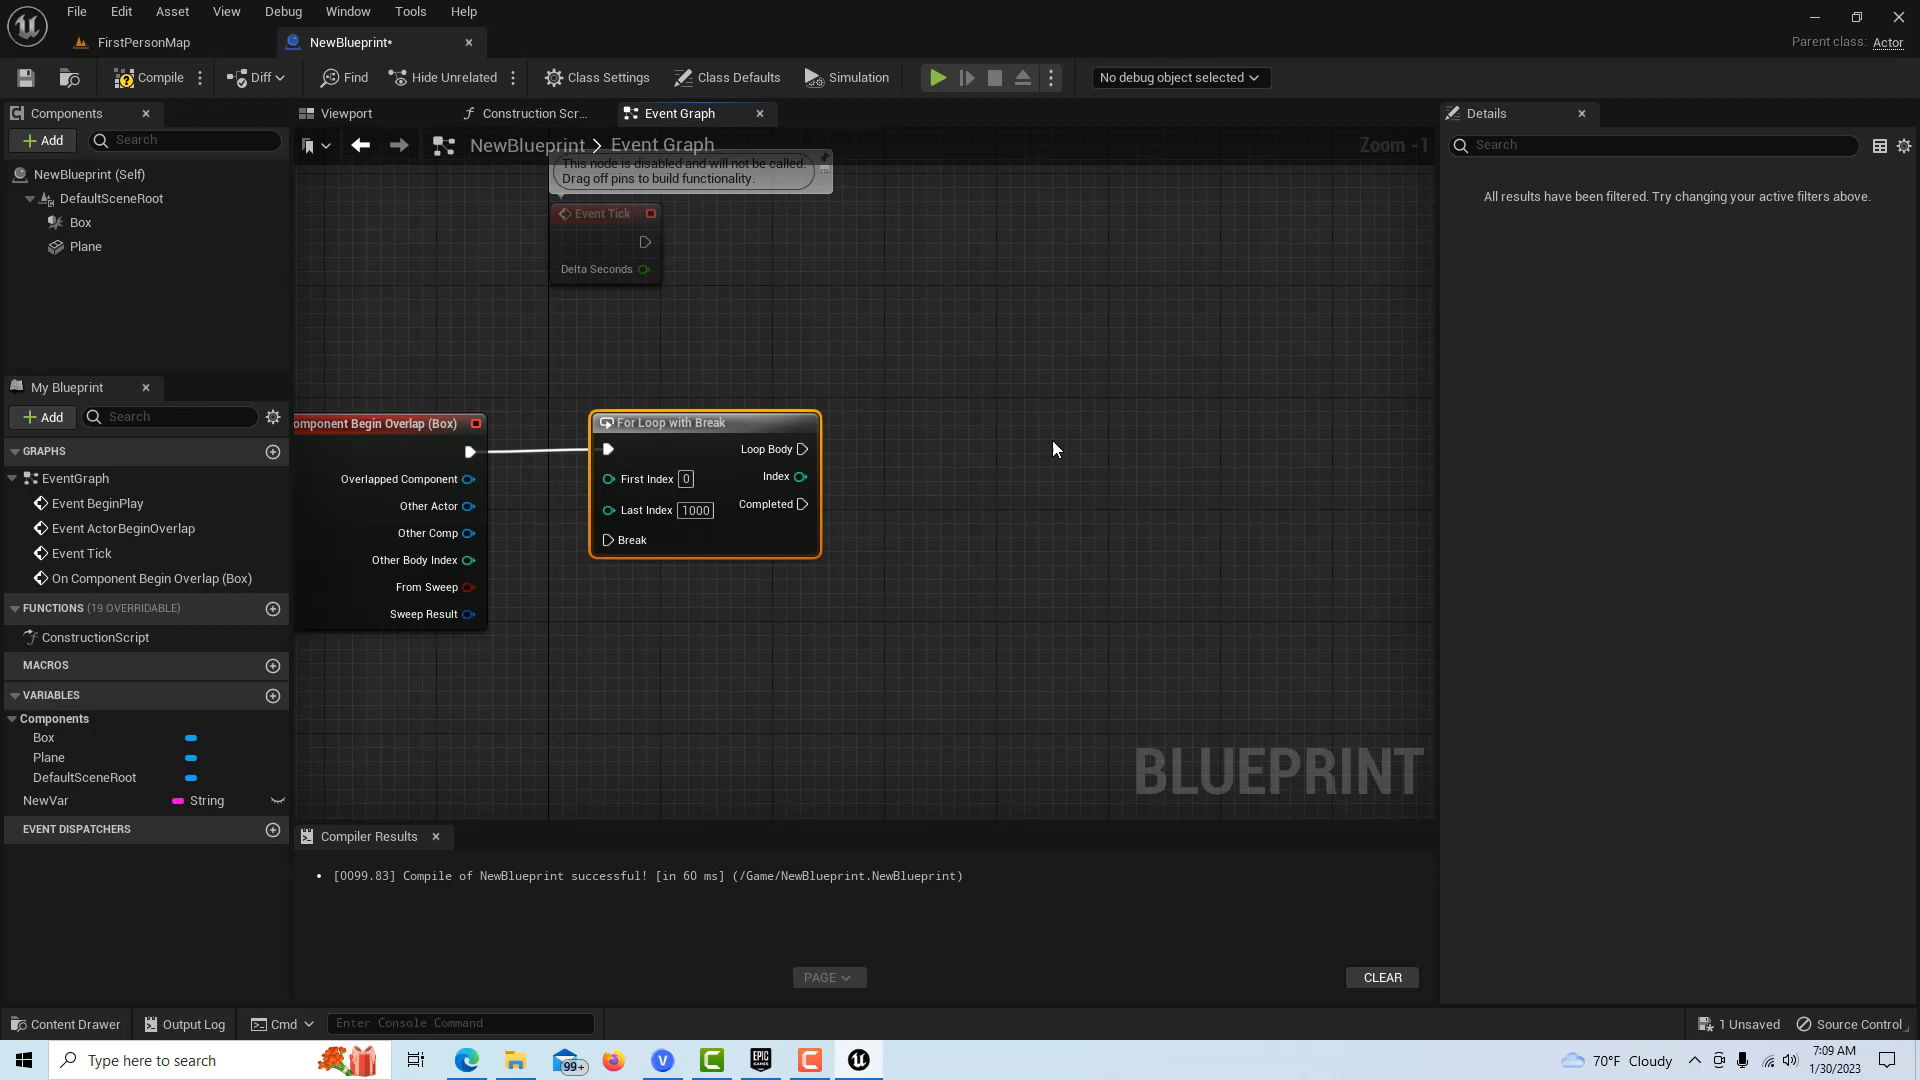 File Edit Asset View Window Debug Tools Help
FirstPersonMap
NewBlueprint*
Parent class: Actor
Compile
Diff
Find
Hide Unrelated
Class Settings
Class Defaults
Simulation
No debug object selected
Components
Add
Search
NewBlueprint (Self)
DefaultSceneRoot
Box
Plane
My Blueprint
Add
Search
GRAPHS
EventGraph
Event BeginPlay
Event ActorBeginOverlap
Event Tick
On Component Begin Overlap (Box)
FUNCTIONS (19 OVERRIDABLE)
ConstructionScript
MACROS
VARIABLES
Components
Box
Plane
DefaultSceneRoot
NewVar String
EVENT DISPATCHERS
Viewport
Construction Scr...
Event Graph
NewBlueprint > Event Graph
Zoom -1
This node is disabled and will not be called.
Drag off pins to build functionality.
Event Tick
Delta Seconds
omponent Begin Overlap (Box)
Overlapped Component
Other Actor
Other Comp
Other Body Index
From Sweep
Sweep Result
For Loop with Break
Loop Body
First Index 0
Index
Last Index 1000
Completed
Break
BLUEPRINT
Compiler Results
[0099.83] Compile of NewBlueprint successful! [in 60 ms] (/Game/NewBlueprint.NewBlueprint)
PAGE
CLEAR
Details
Search
All results have been filtered. Try changing your active filters above.
Content Drawer
Output Log
Cmd
Enter Console Command
1 Unsaved
Source Control
Type here to search
99+
V
EPIC
GAMES
70°F Cloudy
7:09 AM
1/30/2023